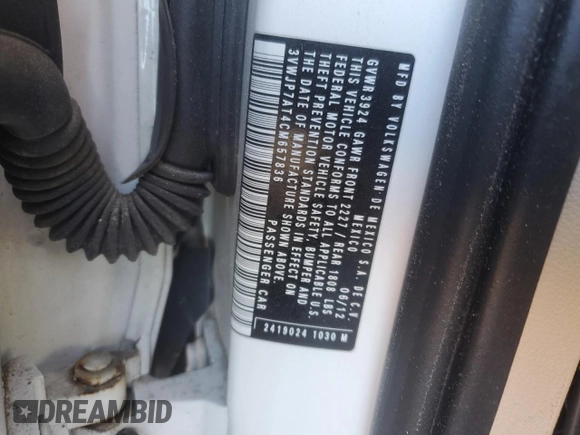 MFD BY VOLKSWAGEN DE MEXICO S.A. DE C.V.
MEXICO 06/12
GVWR 3924 GAWR FRONT 2227 / REAR 1808 LBS
THIS VEHICLE CONFORMS TO ALL APPLICABLE U.S.
FEDERAL MOTOR VEHICLE SAFETY, BUMPER AND
THEFT PREVENTION STANDARDS IN EFFECT ON
THE DATE OF MANUFACTURE SHOWN ABOVE.
3VWJP7AT4CM657836 PASSENGER CAR
2419024 1030 M
DREAMBID